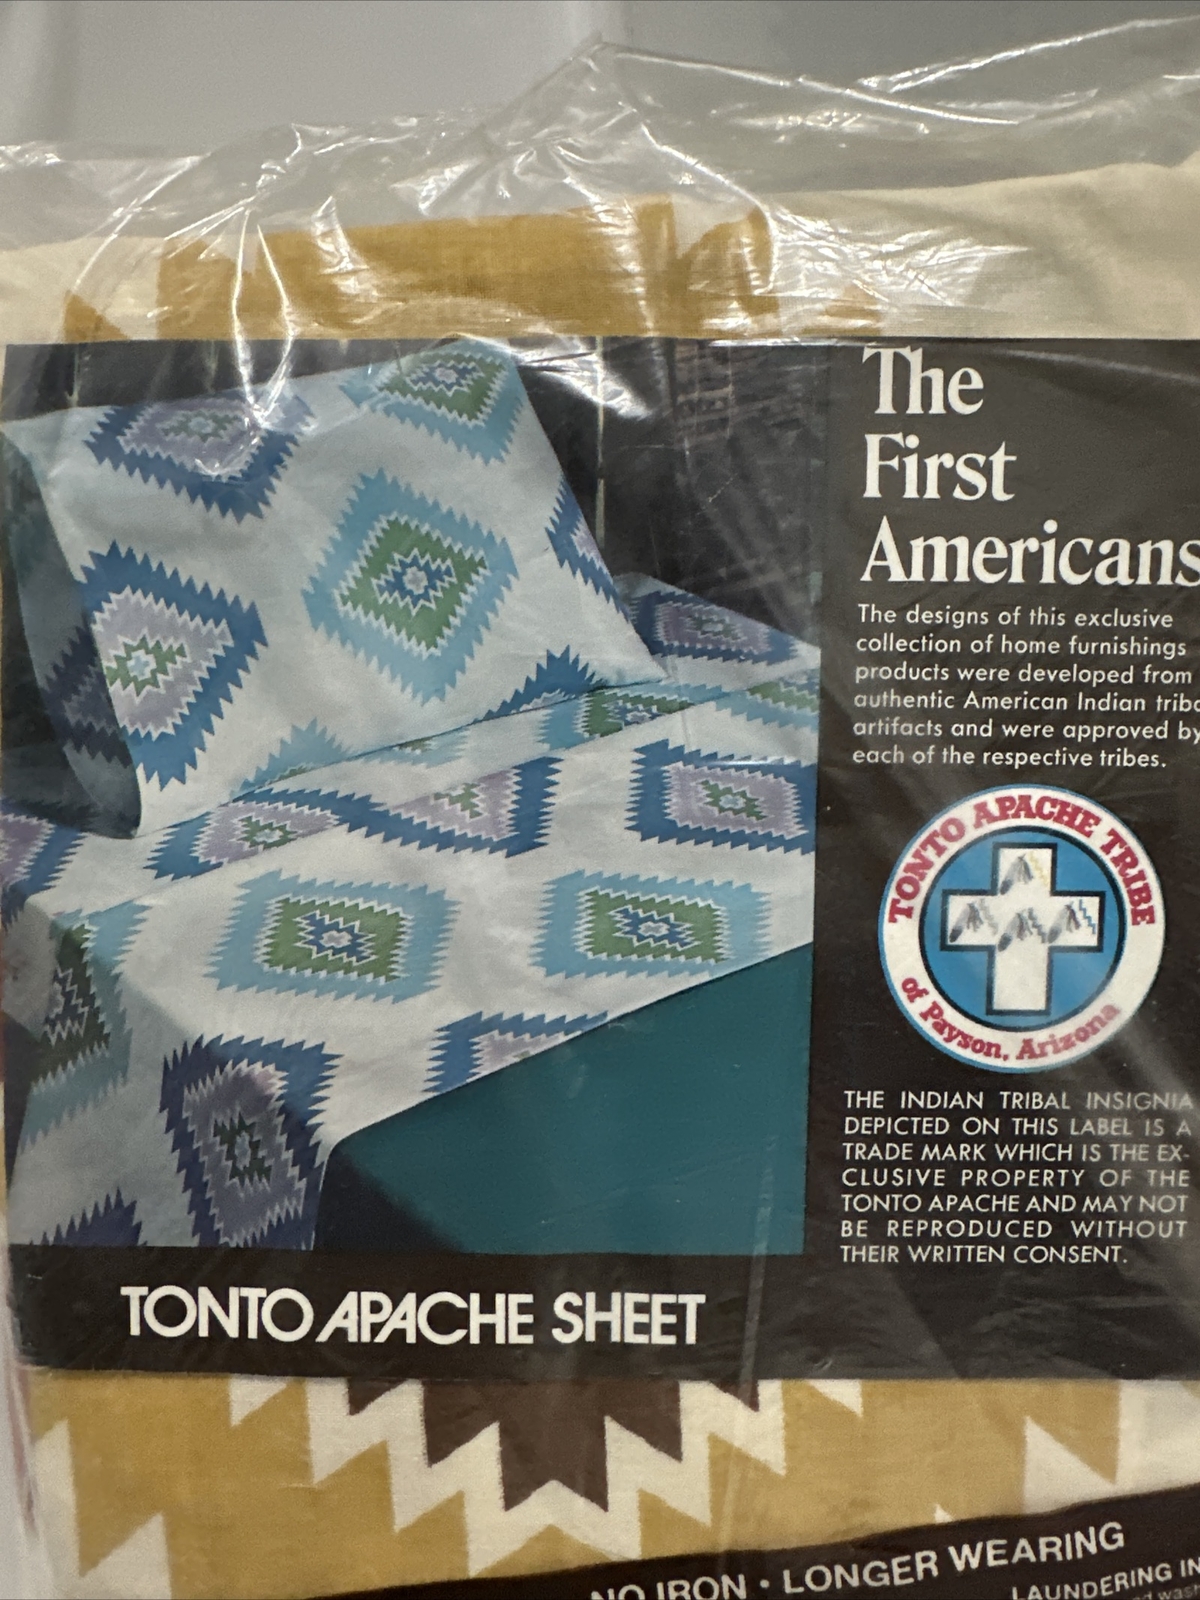 The
First
Americans
The designs of this exclusive
collection of home furnishings
products were developed from
authentic American Indian
artifacts and were approved by
each of the respective tribes.
TONTO APACHE TRIBE
of Payson, Arizona
THE INDIAN TRIBAL INSIGNIA
DEPICTED ON THIS LABEL IS A
TRADE MARK WHICH IS THE EX-
CLUSIVE PROPERTY OF THE
TONTO APACHE AND MAY NOT
BE REPRODUCED WITHOUT
THEIR WRITTEN CONSENT.
TONTO APACHE SHEET
NO IRON · LONGER WEARING
LAUNDERING